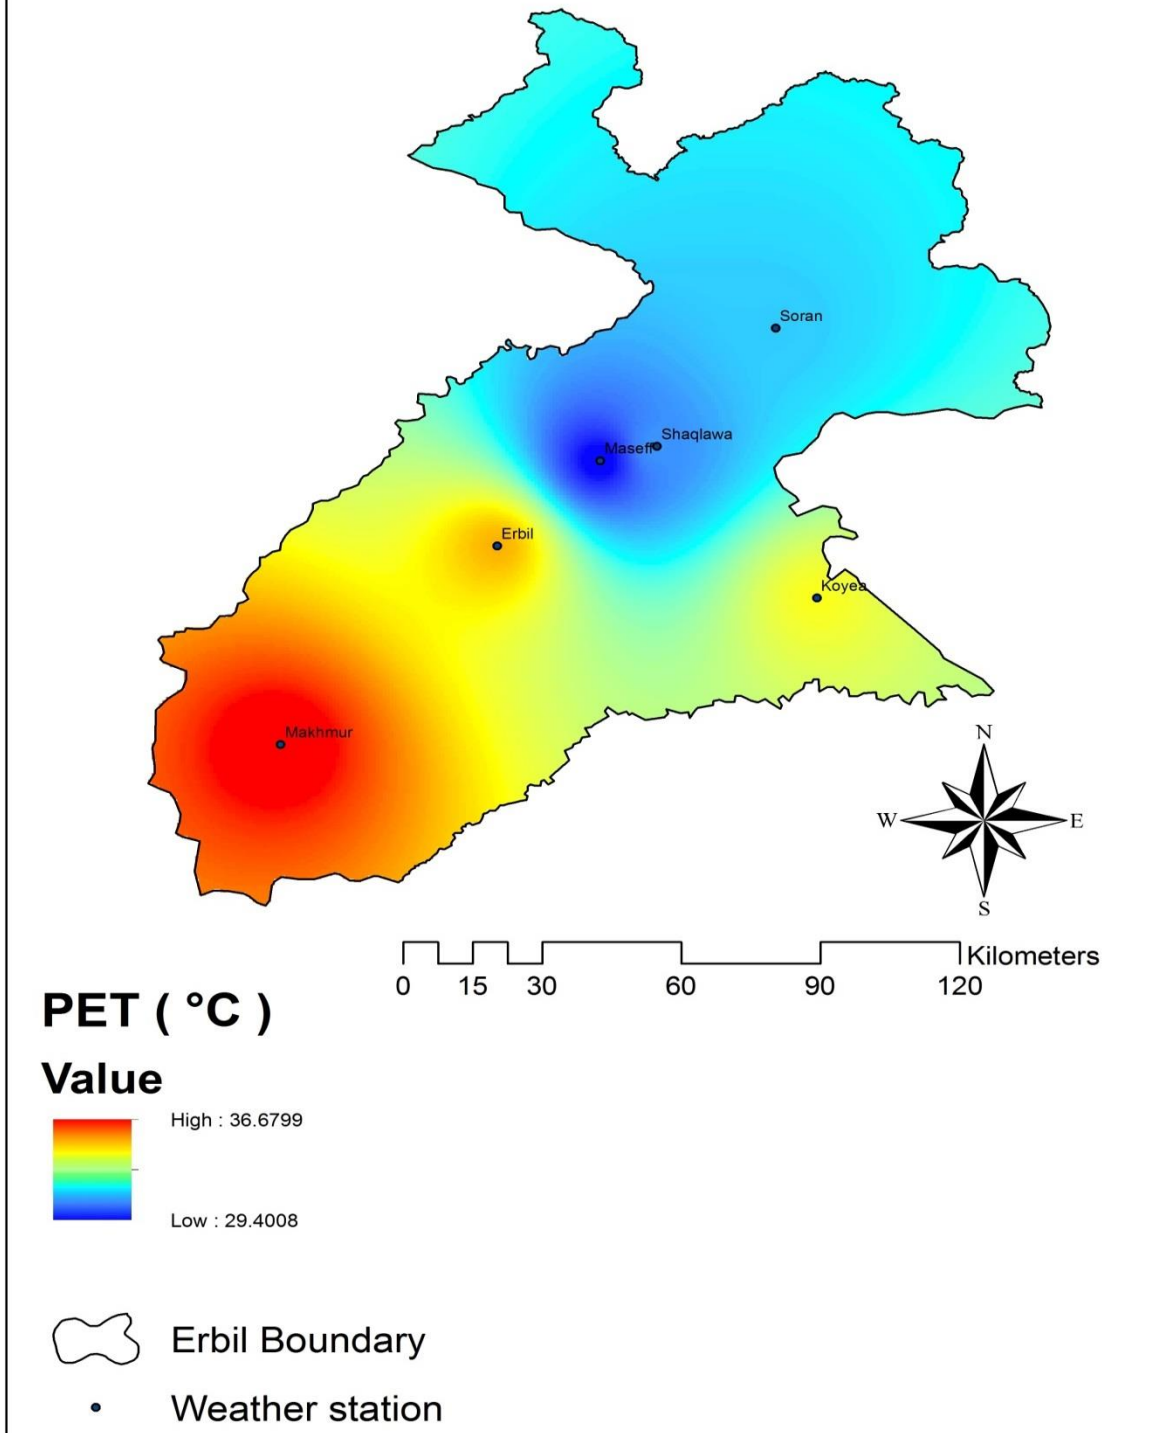 Soran
Shaqlawa
Maseff
Erbil
Koyea
Makhmur
N
W E
S
Kilometers
0 15 30 60 90 120
PET ( °C )
Value
High : 36.6799
Low : 29.4008
Erbil Boundary
Weather station